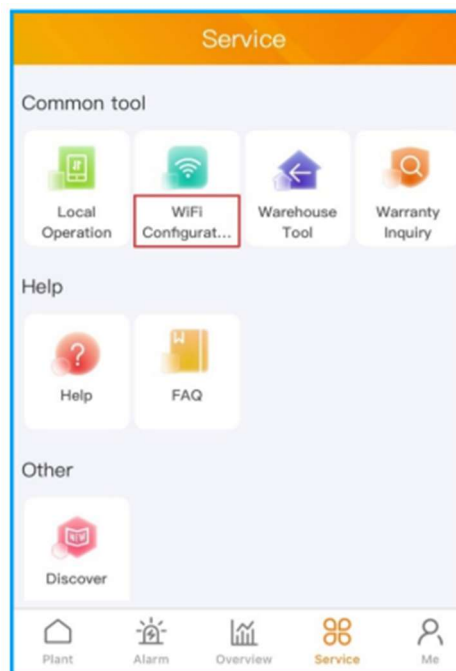 Service
Common tool
Local
Operation
WiFi
Configurat...
Warehouse
Tool
Warranty
Inquiry
Help
Help
FAQ
Other
Discover
Plant
Alarm
Overview
Service
Me